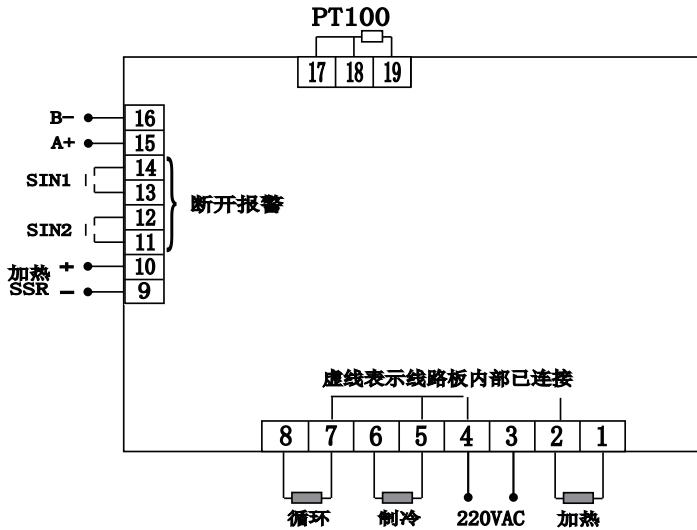 PT100
17 18 19
B- 16
A+ 15
14
SIN1
13
断开报警
12
SIN2
11
加热 + 10
SSR - 9
虚线表示线路板内部已连接
8 7 6 5 4 3 2 1
循环 制冷 220VAC 加热